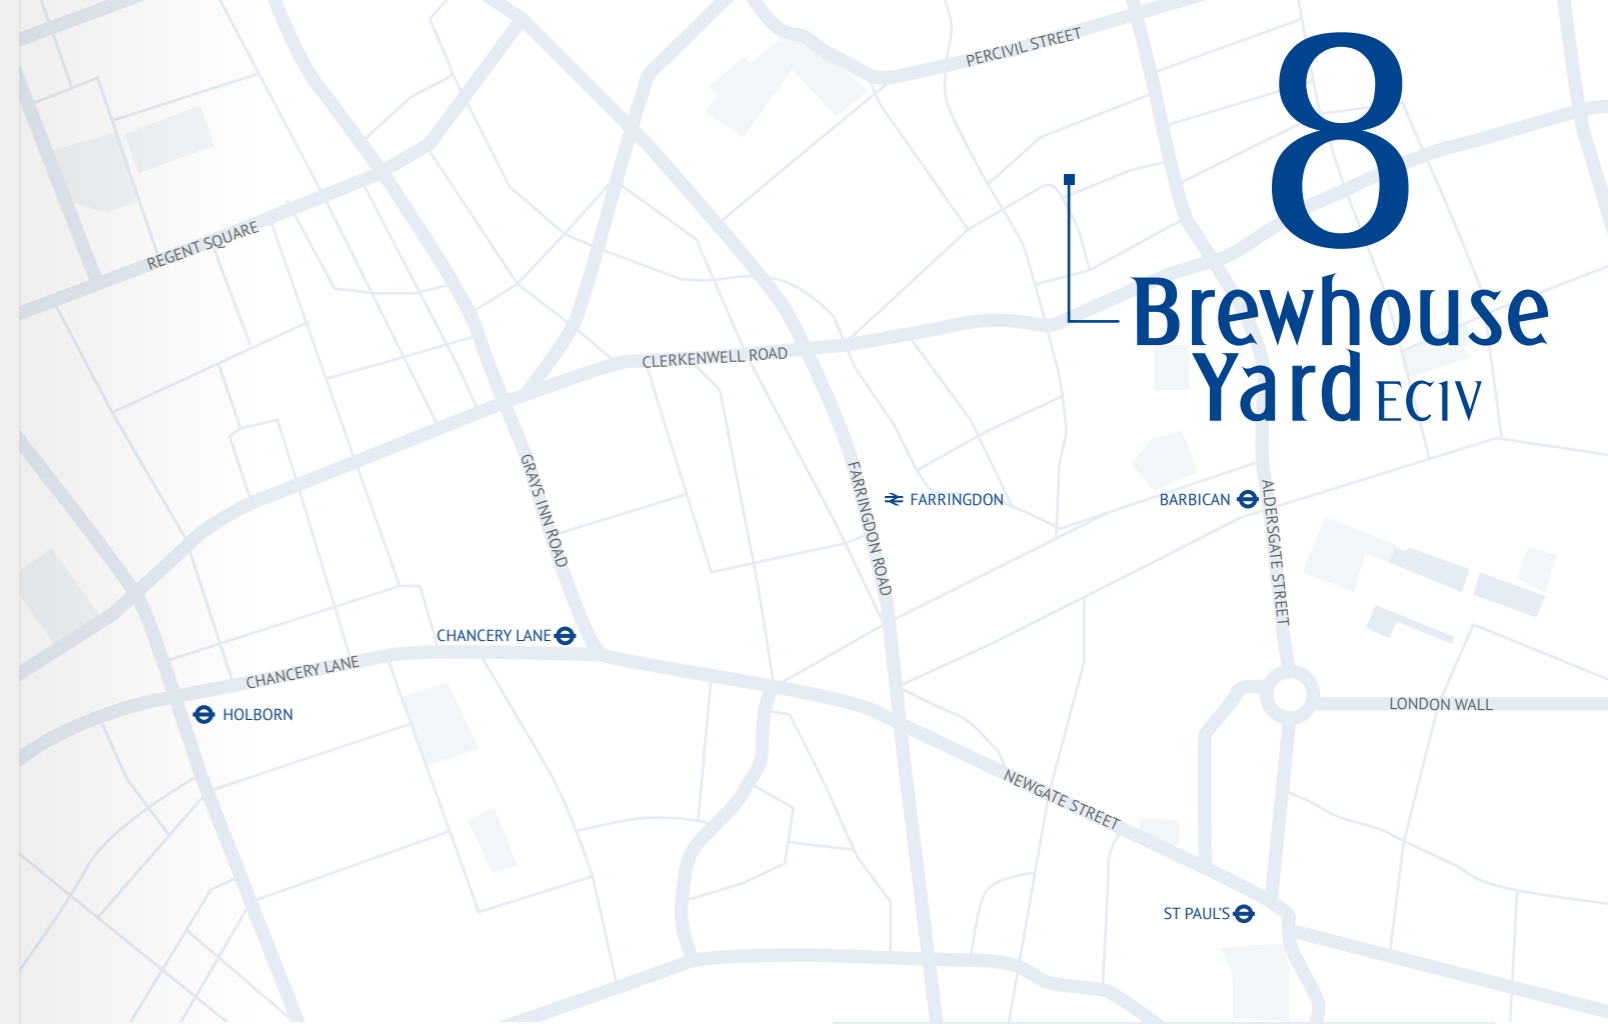 PERCIVIL STREET
8
Brewhouse
Yard EC1V
REGENT SQUARE
CLERKENWELL ROAD
GRAYS INN ROAD
FARRINGDON ROAD
FARRINGDON
BARBICAN
ALDERSGATE STREET
CHANCERY LANE
CHANCERY LANE
HOLBORN
LONDON WALL
NEWGATE STREET
ST PAUL'S